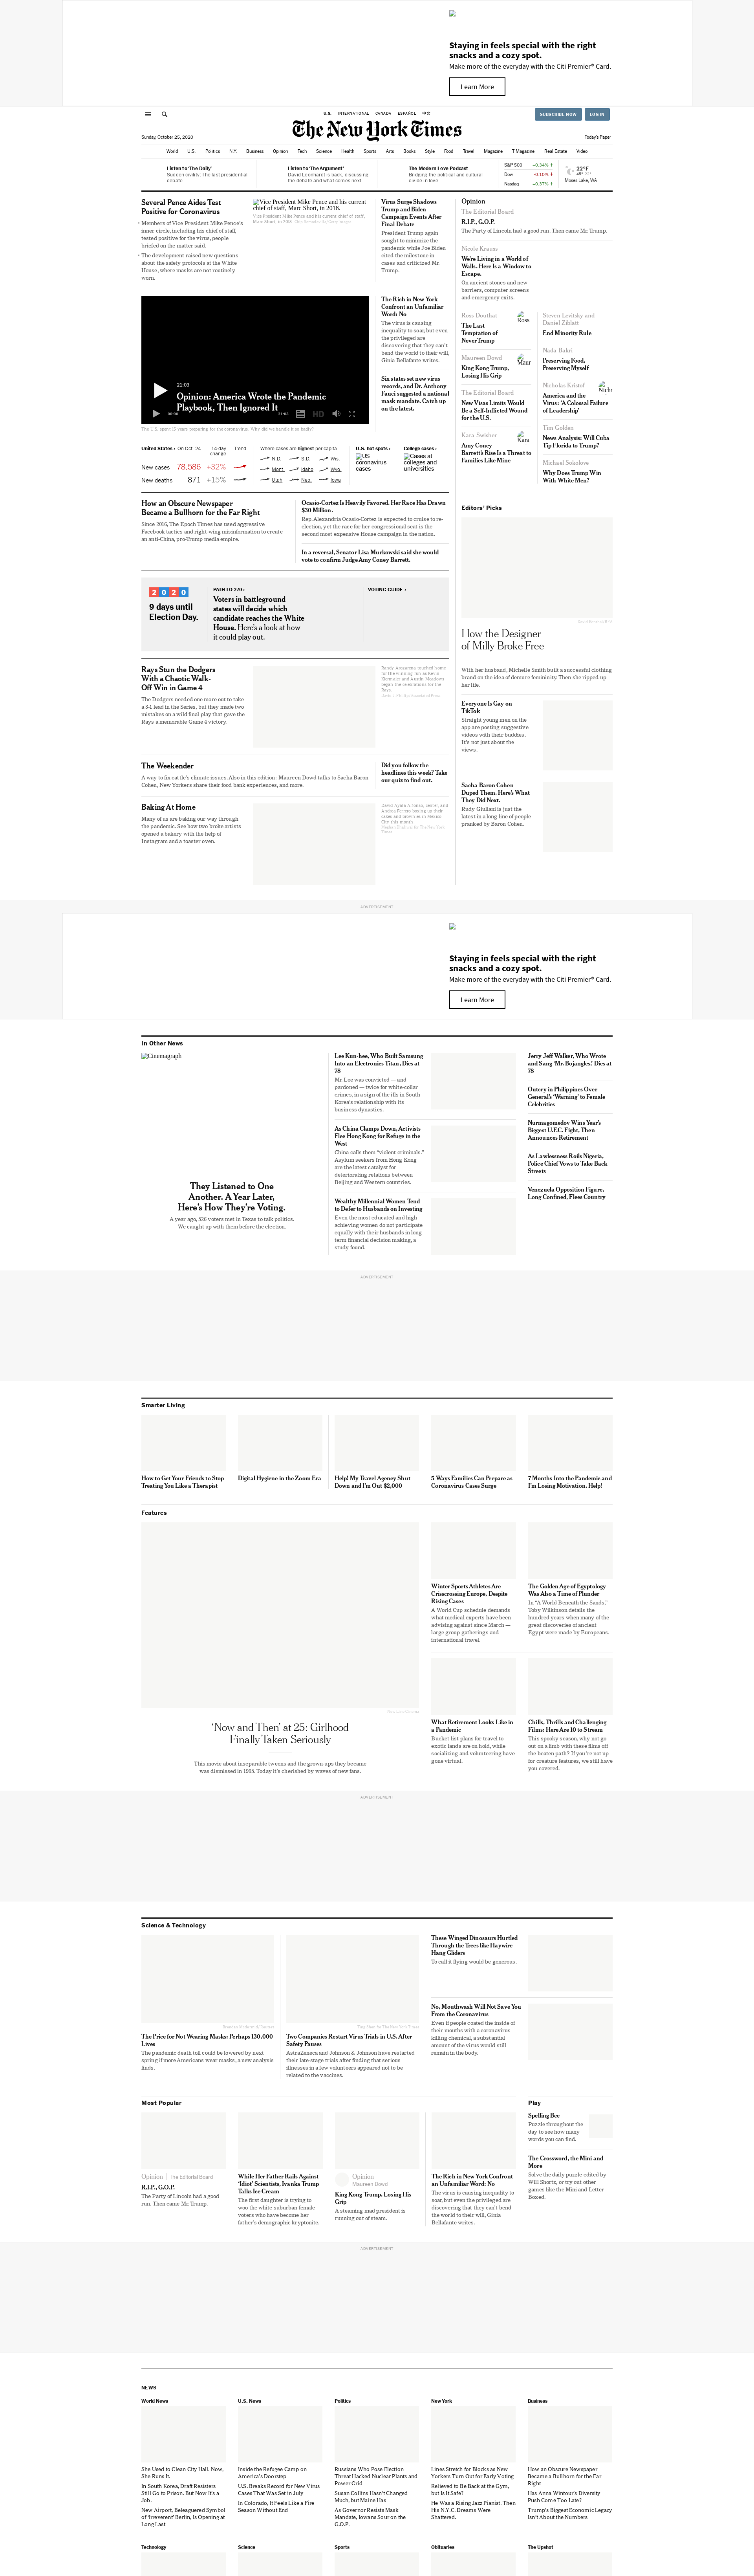 Staying in feels special with the right
snacks and a cozy spot.
Make more of the everyday with the Citi Premier® Card.
Learn More
U.S. INTERNATIONAL CANADA ESPAÑOL 中文
SUBSCRIBE NOW LOG IN
The New York Times
Sunday, October 25, 2020
Today's Paper
World U.S. Politics N.Y. Business Opinion Tech Science Health Sports Arts Books Style Food Travel Magazine T Magazine Real Estate Video
Listen to 'The Daily'
Sudden civility: The last presidential
debate.
Listen to 'The Argument'
David Leonhardt is back, discussing
the debate and what comes next.
The Modern Love Podcast
Bridging the political and cultural
divide in love.
S&P 500 +0.34% ↑
Dow -0.10% ↓
Nasdaq +0.37% ↑
22°F
Moses Lake, WA
Several Pence Aides Test
Positive for Coronavirus
• Members of Vice President Mike Pence's
inner circle, including his chief of staff,
tested positive for the virus, people
briefed on the matter said.
• The development raised new questions
about the safety protocols at the White
House, where masks are not routinely
worn.
Vice President Mike Pence and his current
chief of staff, Marc Short, in 2018.
Vice President Mike Pence and his current chief of staff,
Marc Short, in 2018.
Virus Surge Shadows
Trump and Biden
Campaign Events After
Final Debate
President Trump again
sought to minimize the
pandemic while Joe Biden
cited the milestone in
cases and criticized Mr.
Trump.
21:03
Opinion: America Wrote the Pandemic
Playbook, Then Ignored It
00:00 21:03 HD
The U.S. spent 15 years preparing for the coronavirus. Why did we handle it so badly?
The Rich in New York
Confront an Unfamiliar
Word: No
The virus is causing
inequality to soar, but even
the privileged are
discovering that they can't
bend the world to their will,
Ginia Bellafante writes.
Six states set new virus
records, and Dr. Anthony
Fauci suggested a national
mask mandate. Catch up
on the latest.
United States › On Oct. 24 14-day
change Trend
New cases 78,586 +32%
New deaths 871 +15%
Where cases are highest per capita
N.D. S.D. Wis.
Mont. Idaho Wyo.
Utah Neb. Iowa
U.S. hot spots ›
US
coronavirus
cases
College cases ›
Cases at
colleges and
universities
How an Obscure Newspaper
Became a Bullhorn for the Far Right
Since 2016, The Epoch Times has used aggressive
Facebook tactics and right-wing misinformation to create
an anti-China, pro-Trump media empire.
Ocasio-Cortez Is Heavily Favored. Her Race Has Drawn
$30 Million.
Rep. Alexandria Ocasio-Cortez is expected to cruise to re-
election, yet the race for her congressional seat is the
second most expensive House campaign in the nation.
In a reversal, Senator Lisa Murkowski said she would
vote to confirm Judge Amy Coney Barrett.
2020
9 days until
Election Day.
PATH TO 270 ›
Voters in battleground
states will decide which
candidate reaches the White
House. Here's a look at how
it could play out.
VOTING GUIDE ›
Rays Stun the Dodgers
With a Chaotic Walk-
Off Win in Game 4
The Dodgers needed one more out to take
a 3-1 lead in the Series, but they made two
mistakes on a wild final play that gave the
Rays a memorable Game 4 victory.
The Weekender
A way to fix cattle's climate issues. Also in this edition: Maureen Dowd talks to Sacha Baron
Cohen, New Yorkers share their food bank experiences, and more.
Did you follow the
headlines this week? Take
our quiz to find out.
Baking At Home
Many of us are baking our way through
the pandemic. See how two broke artists
opened a bakery with the help of
Instagram and a toaster oven.
Opinion
The Editorial Board
R.I.P., G.O.P.
The Party of Lincoln had a good run. Then came Mr. Trump.
Nicole Krauss
We're Living in a World of
Walls. Here Is a Window to
Escape.
On ancient stones and new
barriers, computer screens
and emergency exits.
Ross Douthat
The Last
Temptation of
NeverTrump
Ross
Maureen Dowd
King Kong Trump,
Losing His Grip
Maur
The Editorial Board
New Visas Limits Would
Be a Self-Inflicted Wound
for the U.S.
Kara Swisher
Amy Coney
Barrett's Rise Is a Threat to
Families Like Mine
Kara
Steven Levitsky and
Daniel Ziblatt
End Minority Rule
Nada Bakri
Preserving Food,
Preserving Myself
Nicholas Kristof
America and the
Virus: 'A Colossal Failure
of Leadership'
Nich
Tim Golden
News Analysis: Will Cuba
Tip Florida to Trump?
Michael Sokolove
Why Does Trump Win
With White Men?
Editors' Picks
How the Designer
of Milly Broke Free
With her husband, Michelle Smith built a successful clothing
brand on the idea of demure femininity. Then she ripped up
her life.
Everyone Is Gay on
TikTok
Straight young men on the
app are posting suggestive
videos with their buddies.
It's not just about the
views.
Sacha Baron Cohen
Duped Them. Here's What
They Did Next.
Rudy Giuliani is just the
latest in a long line of people
pranked by Baron Cohen.
ADVERTISEMENT
Staying in feels special with the right
snacks and a cozy spot.
Make more of the everyday with the Citi Premier® Card.
Learn More
In Other News
Cinemagraph
They Listened to One
Another. A Year Later,
Here's How They're Voting.
A year ago, 526 voters met in Texas to talk politics.
We caught up with them before the election.
Lee Kun-hee, Who Built Samsung
Into an Electronics Titan, Dies at
78
Mr. Lee was convicted — and
pardoned — twice for white-collar
crimes, in a sign of the ills in South
Korea's relationship with its
business dynasties.
As China Clamps Down, Activists
Flee Hong Kong for Refuge in the
West
China calls them "violent criminals."
Asylum seekers from Hong Kong
are the latest catalyst for
deteriorating relations between
Beijing and Western countries.
Wealthy Millennial Women Tend
to Defer to Husbands on Investing
Even the most educated and high-
achieving women do not participate
equally with their husbands in long-
term financial decision making, a
study found.
Jerry Jeff Walker, Who Wrote
and Sang 'Mr. Bojangles,' Dies at
78
Outcry in Philippines Over
General's 'Warning' to Female
Celebrities
Nurmagomedov Wins Year's
Biggest U.F.C. Fight, Then
Announces Retirement
As Lawlessness Roils Nigeria,
Police Chief Vows to Take Back
Streets
Venezuela Opposition Figure,
Long Confined, Flees Country
ADVERTISEMENT
Smarter Living
How to Get Your Friends to Stop
Treating You Like a Therapist
Digital Hygiene in the Zoom Era
Help! My Travel Agency Shut
Down and I'm Out $2,000
5 Ways Families Can Prepare as
Coronavirus Cases Surge
7 Months Into the Pandemic and
I'm Losing Motivation. Help!
Features
'Now and Then' at 25: Girlhood
Finally Taken Seriously
This movie about inseparable tweens and the grown-ups they became
was dismissed in 1995. Today it's cherished by waves of new fans.
Winter Sports Athletes Are
Crisscrossing Europe, Despite
Rising Cases
A World Cup schedule demands
what medical experts have been
advising against since March —
large group gatherings and
international travel.
The Golden Age of Egyptology
Was Also a Time of Plunder
In "A World Beneath the Sands,"
Toby Wilkinson details the
hundred years when many of the
great discoveries of ancient
Egypt were made by Europeans.
What Retirement Looks Like in
a Pandemic
Bucket-list plans for travel to
exotic lands are on hold, while
socializing and volunteering have
gone virtual.
Chills, Thrills and Challenging
Films: Here Are 10 to Stream
This spooky season, why not go
out on a limb with these films off
the beaten path? If you're not up
for creature features, we still have
you covered.
ADVERTISEMENT
Science & Technology
The Price for Not Wearing Masks: Perhaps 130,000
Lives
The pandemic death toll could be lowered by next
spring if more Americans wear masks, a new analysis
finds.
Two Companies Restart Virus Trials in U.S. After
Safety Pauses
AstraZeneca and Johnson & Johnson have restarted
their late-stage trials after finding that serious
illnesses in a few volunteers appeared not to be
related to the vaccines.
These Winged Dinosaurs Hurtled
Through the Trees like Haywire
Hang Gliders
To call it flying would be generous.
No, Mouthwash Will Not Save You
From the Coronavirus
Even if people coated the inside of
their mouths with a coronavirus-
killing chemical, a substantial
amount of the virus would still
remain in the body.
Most Popular
Opinion | The Editorial Board
R.I.P., G.O.P.
The Party of Lincoln had a good
run. Then came Mr. Trump.
While Her Father Rails Against
'Idiot' Scientists, Ivanka Trump
Talks Ice Cream
The first daughter is trying to
woo the white suburban female
voters who have become her
father's demographic kryptonite.
Opinion
Maureen Dowd
King Kong Trump, Losing His
Grip
A steaming mad president is
running out of steam.
The Rich in New York Confront
an Unfamiliar Word: No
The virus is causing inequality to
soar, but even the privileged are
discovering that they can't bend
the world to their will, Ginia
Bellafante writes.
Play
Spelling Bee
Puzzle throughout the
day to see how many
words you can find.
The Crossword, the Mini and
More
Solve the daily puzzle edited by
Will Shortz, or try out other
games like the Mini and Letter
Boxed.
ADVERTISEMENT
NEWS
World News
She Used to Clean City Hall. Now,
She Runs It.
In South Korea, Draft Resisters
Still Go to Prison. But Now It's a
Job.
New Airport, Beleaguered Symbol
of 'Irreverent' Berlin, Is Opening at
Long Last
U.S. News
Inside the Refugee Camp on
America's Doorstep
U.S. Breaks Record for New Virus
Cases That Was Set in July
In Colorado, It Feels Like a Fire
Season Without End
Politics
Russians Who Pose Election
Threat Hacked Nuclear Plants and
Power Grid
Susan Collins Hasn't Changed
Much, but Maine Has
As Governor Resists Mask
Mandate, Iowans Sour on the
G.O.P.
New York
Lines Stretch for Blocks as New
Yorkers Turn Out for Early Voting
Relieved to Be Back at the Gym,
but Is It Safe?
He Was a Rising Jazz Pianist. Then
His N.Y.C. Dreams Were
Shattered.
Business
How an Obscure Newspaper
Became a Bullhorn for the Far
Right
Has Anna Wintour's Diversity
Push Come Too Late?
Trump's Biggest Economic Legacy
Isn't About the Numbers
Technology
Science
Sports
Obituaries
The Upshot